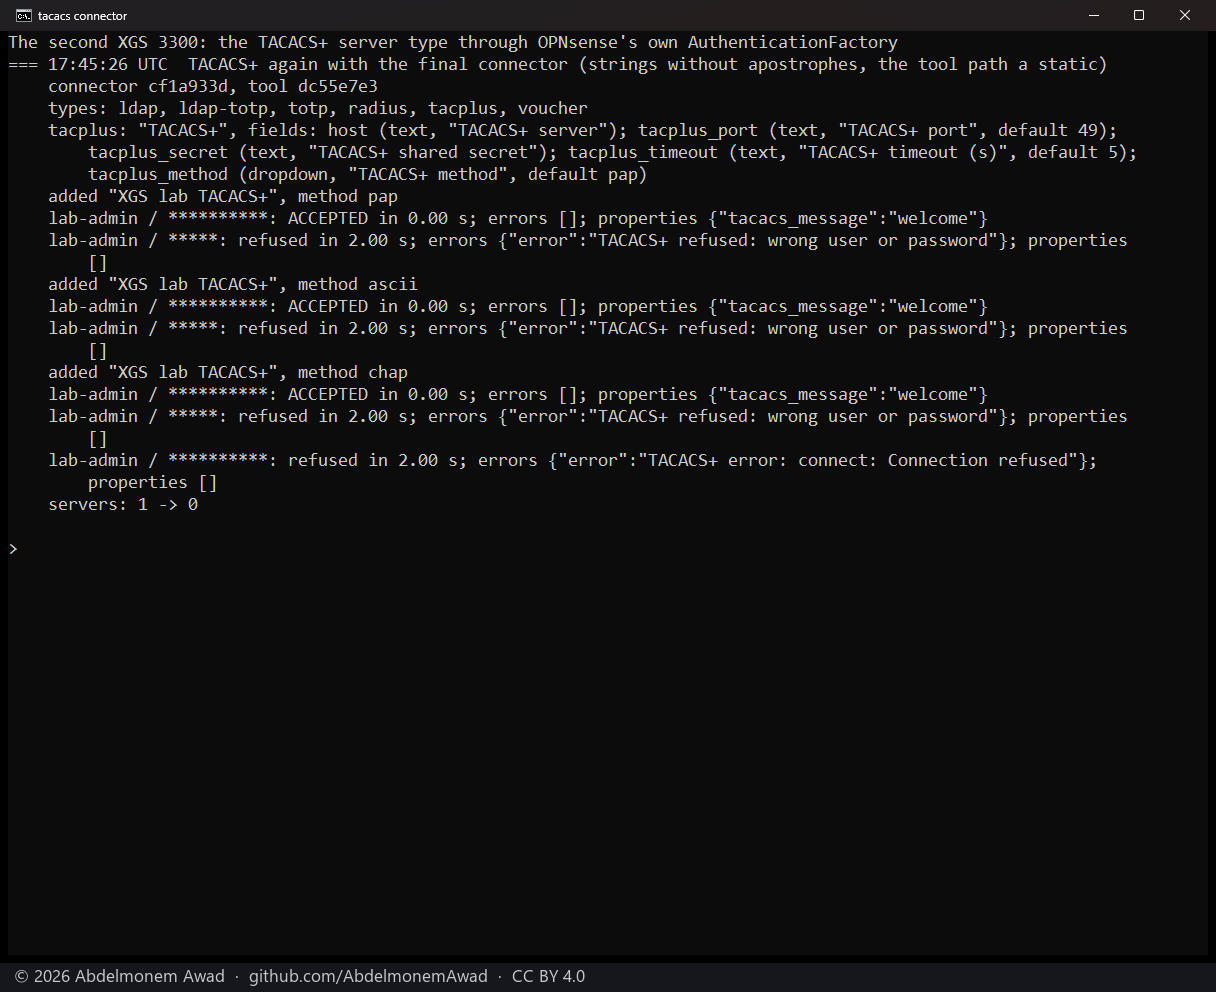 tacacs connector
The second XGS 3300: the TACACS+ server type through OPNsense's own AuthenticationFactory
=== 17:45:26 UTC  TACACS+ again with the final connector (strings without apostrophes, the tool path a static)
    connector cf1a933d, tool dc55e7e3
    types: ldap, ldap-totp, totp, radius, tacplus, voucher
    tacplus: "TACACS+", fields: host (text, "TACACS+ server"); tacplus_port (text, "TACACS+ port", default 49);
        tacplus_secret (text, "TACACS+ shared secret"); tacplus_timeout (text, "TACACS+ timeout (s)", default 5);
        tacplus_method (dropdown, "TACACS+ method", default pap)
    added "XGS lab TACACS+", method pap
    lab-admin / **********: ACCEPTED in 0.00 s; errors []; properties {"tacacs_message":"welcome"}
    lab-admin / *****: refused in 2.00 s; errors {"error":"TACACS+ refused: wrong user or password"}; properties
        []
    added "XGS lab TACACS+", method ascii
    lab-admin / **********: ACCEPTED in 0.00 s; errors []; properties {"tacacs_message":"welcome"}
    lab-admin / *****: refused in 2.00 s; errors {"error":"TACACS+ refused: wrong user or password"}; properties
        []
    added "XGS lab TACACS+", method chap
    lab-admin / **********: ACCEPTED in 0.00 s; errors []; properties {"tacacs_message":"welcome"}
    lab-admin / *****: refused in 2.00 s; errors {"error":"TACACS+ refused: wrong user or password"}; properties
        []
    lab-admin / **********: refused in 2.00 s; errors {"error":"TACACS+ error: connect: Connection refused"};
        properties []
    servers: 1 -> 0
>
© 2026 Abdelmonem Awad · github.com/AbdelmonemAwad · CC BY 4.0